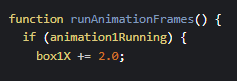 function runAnimationFrames() {
  if (animation1Running) {
    box1X += 2.0;